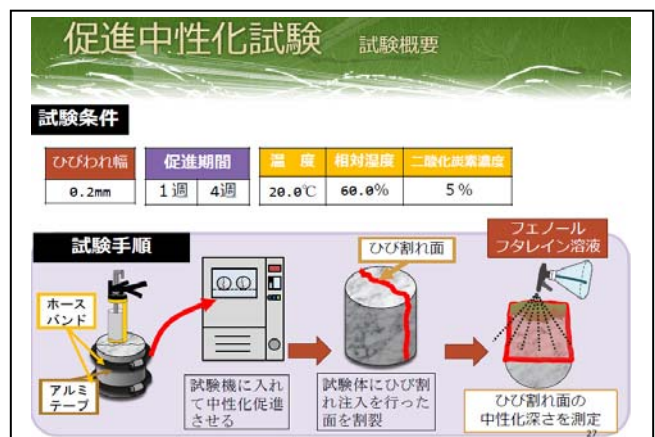 促進中性化試験 試験概要
試験条件
ひびわれ幅 促進期間 温 度 相対湿度 二酸化炭素濃度
0.2mm 1週 4週 20.0℃ 60.0% 5%
試験手順
ひび割れ面
フェノール
フタレイン溶液
ホース
バンド
アルミ
テープ
試験機に入れ
て中性化促進
させる
試験体にひび割
れ注入を行った
面を割裂
ひび割れ面の
中性化深さを測定
27